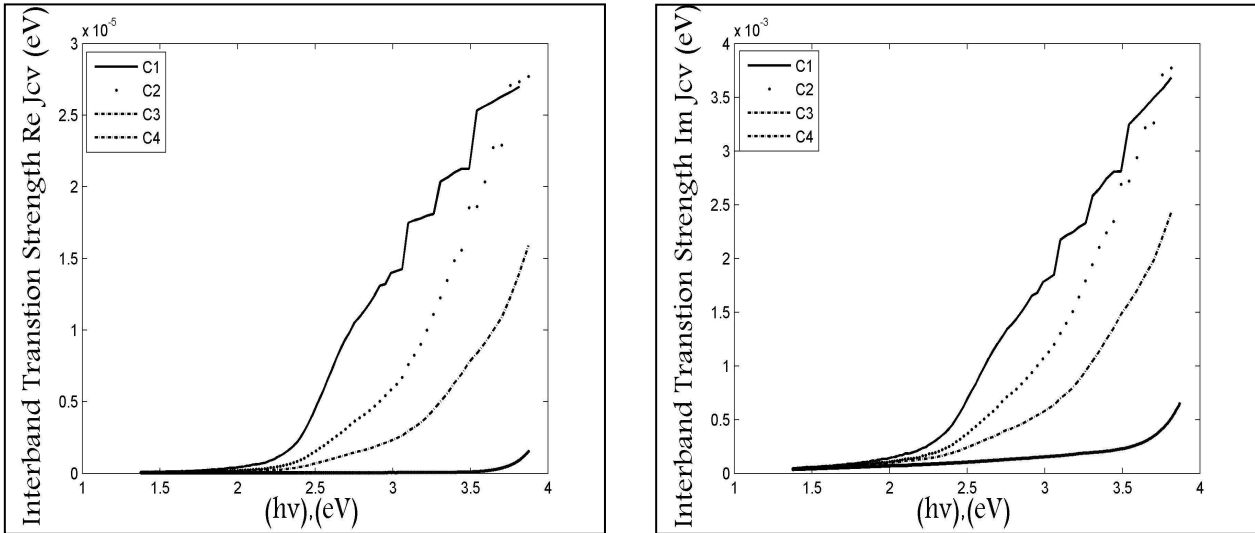 Interband Transtion Strength Re Jcv (eV)
x 10^-5
3
2.5
2
1.5
1
0.5
0
C1
C2
C3
C4
1 1.5 2 2.5 3 3.5 4
(hν),(eV)
Interband Transition Strength Im Jcv (eV)
x 10^-3
4
3.5
3
2.5
2
1.5
1
0.5
0
C1
C2
C3
C4
1 1.5 2 2.5 3 3.5 4
(hν),(eV)